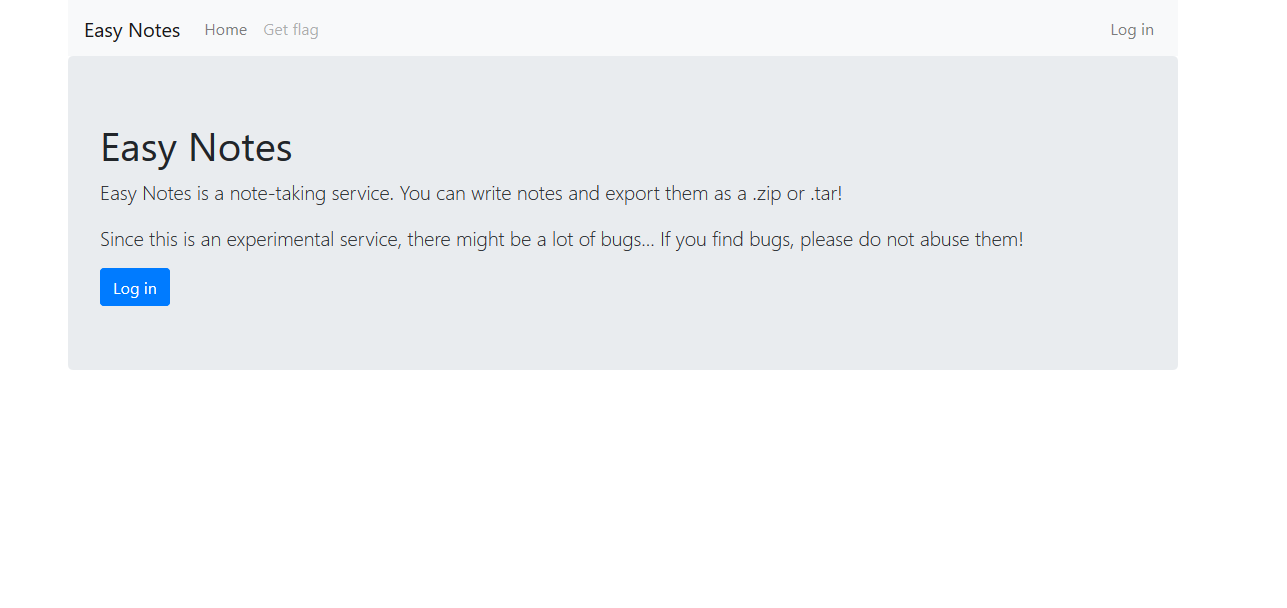 Easy Notes Home Get flag Log in
Easy Notes
Easy Notes is a note-taking service. You can write notes and export them as a .zip or .tar!
Since this is an experimental service, there might be a lot of bugs... If you find bugs, please do not abuse them!
Log in